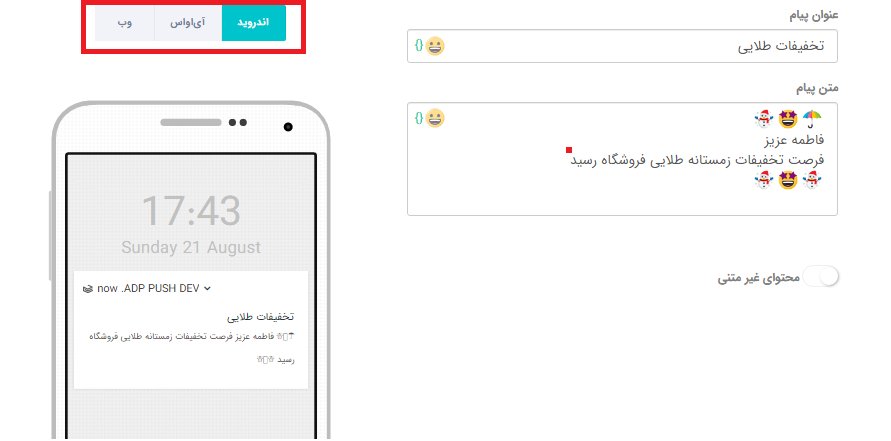 عنوان پیام
تخفیفات طلایی
{}😀
متن پیام
☂️🤩☃️
فاطمه عزیز
فرصت تخفیفات زمستانه طلایی فروشگاه رسید
☃️🤩☃️
{}😀
محتوای غیر متنی
اندروید
آی‌اواس
وب
17:43
Sunday 21 August
now .ADP PUSH DEV
تخفیفات طلایی
☂▯☃ فاطمه عزیز فرصت تخفیفات زمستانه طلایی فروشگاه
رسید ☃▯☃